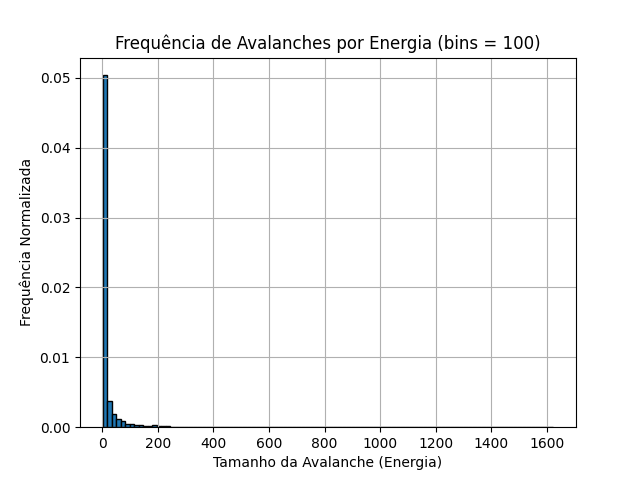 Frequência de Avalanches por Energia (bins = 100)
Frequência Normalizada
0.05
0.04
0.03
0.02
0.01
0.00
0 200 400 600 800 1000 1200 1400 1600
Tamanho da Avalanche (Energia)